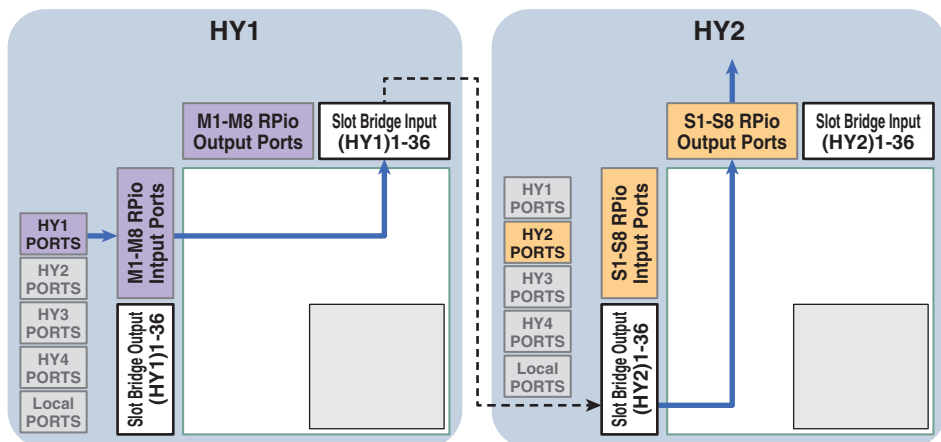 HY1
M1-M8 RPio
Output Ports
Slot Bridge Input
(HY1)1-36
HY1
PORTS
HY2
PORTS
HY3
PORTS
HY4
PORTS
Local
PORTS
M1-M8 RPio
Intput Ports
Slot Bridge Output
(HY1)1-36
HY2
S1-S8 RPio
Output Ports
Slot Bridge Input
(HY2)1-36
HY1
PORTS
HY2
PORTS
HY3
PORTS
HY4
PORTS
Local
PORTS
S1-S8 RPio
Intput Ports
Slot Bridge Output
(HY2)1-36